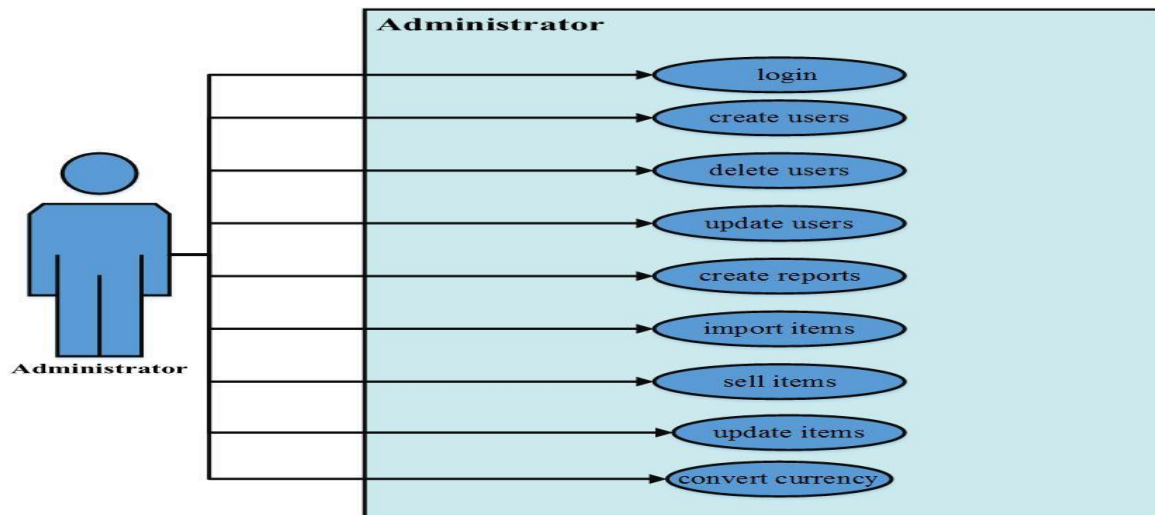 Administrator
login
create users
delete users
update users
create reports
import items
Administrator
sell items
update items
convert currency